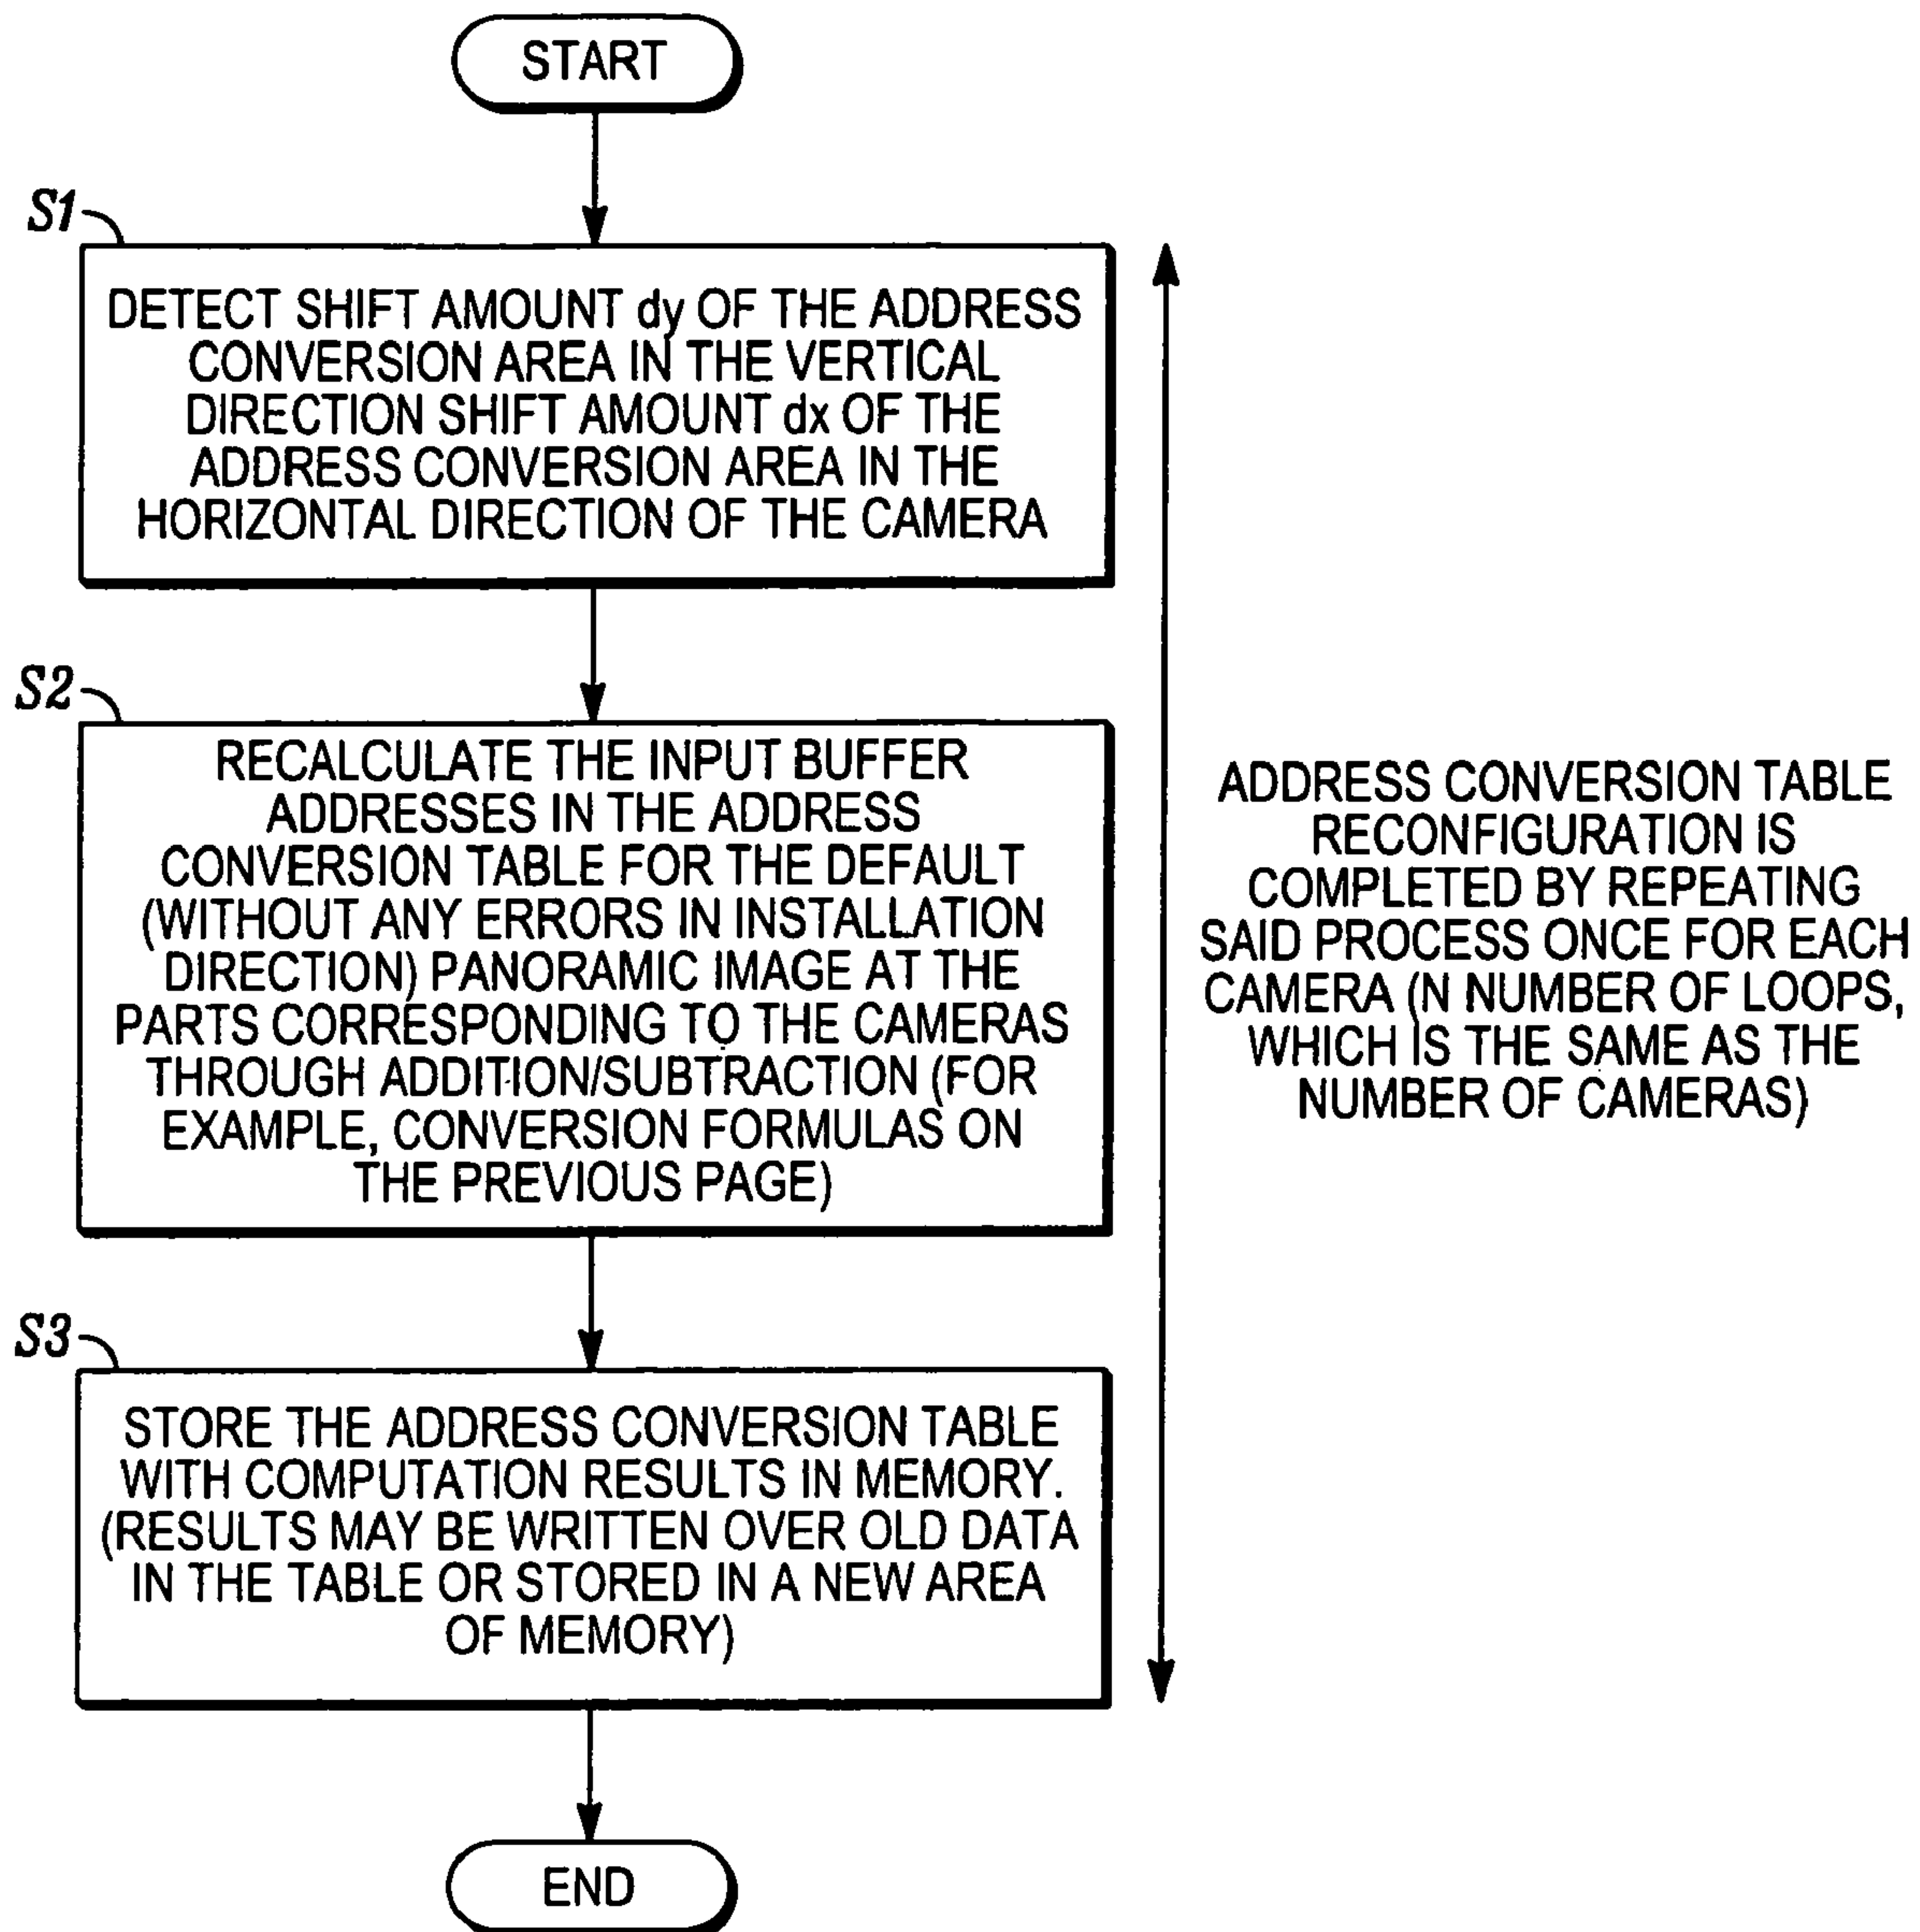 START
S1
DETECT SHIFT AMOUNT dy OF THE ADDRESS
CONVERSION AREA IN THE VERTICAL
DIRECTION SHIFT AMOUNT dx OF THE
ADDRESS CONVERSION AREA IN THE
HORIZONTAL DIRECTION OF THE CAMERA
S2
RECALCULATE THE INPUT BUFFER
ADDRESSES IN THE ADDRESS
CONVERSION TABLE FOR THE DEFAULT
(WITHOUT ANY ERRORS IN INSTALLATION
DIRECTION) PANORAMIC IMAGE AT THE
PARTS CORRESPONDING TO THE CAMERAS
THROUGH ADDITION/SUBTRACTION (FOR
EXAMPLE, CONVERSION FORMULAS ON
THE PREVIOUS PAGE)
ADDRESS CONVERSION TABLE
RECONFIGURATION IS
COMPLETED BY REPEATING
SAID PROCESS ONCE FOR EACH
CAMERA (N NUMBER OF LOOPS,
WHICH IS THE SAME AS THE
NUMBER OF CAMERAS)
S3
STORE THE ADDRESS CONVERSION TABLE
WITH COMPUTATION RESULTS IN MEMORY.
(RESULTS MAY BE WRITTEN OVER OLD DATA
IN THE TABLE OR STORED IN A NEW AREA
OF MEMORY)
END